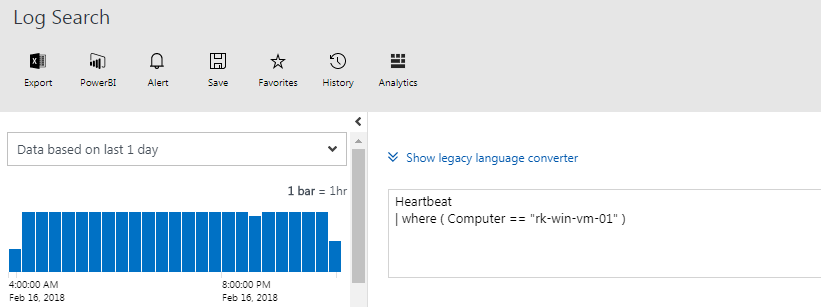 Log Search
Export PowerBI Alert Save Favorites History Analytics
Data based on last 1 day
1 bar = 1hr
4:00:00 AM 8:00:00 PM
Feb 16, 2018 Feb 16, 2018
Show legacy language converter
Heartbeat
| where ( Computer == "rk-win-vm-01" )